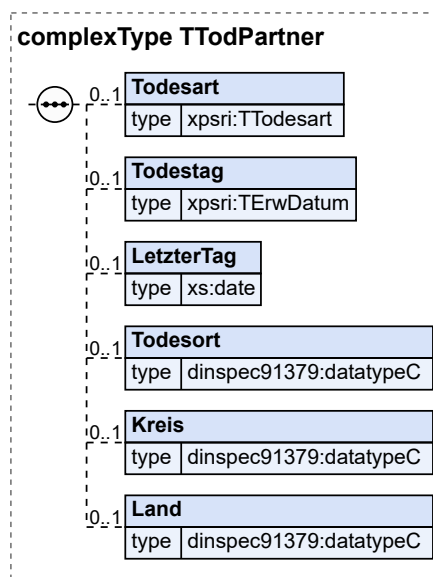 complexType TTodPartner
0..1 Todesart
type xpsri:TTodesart
0..1 Todestag
type xpsri:TErwDatum
0..1 LetzterTag
type xs:date
0..1 Todesort
type dinspec91379:datatypeC
0..1 Kreis
type dinspec91379:datatypeC
0..1 Land
type dinspec91379:datatypeC